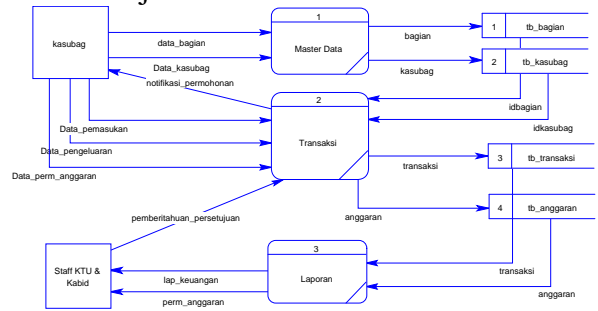 kasubag
data_bagian
Data_kasubag
notifikasi_permohonan
1
Master Data
bagian
kasubag
1 tb_bagian
2 tb_kasubag
idbagian
idkasubag
2
Transaksi
Data_pemasukan
Data_pengeluaran
Data_perm_anggaran
transaksi
anggaran
3 tb_transaksi
4 tb_anggaran
pemberitahuan_persetujuan
Staff KTU &
Kabid
lap_keuangan
perm_anggaran
3
Laporan
transaksi
anggaran